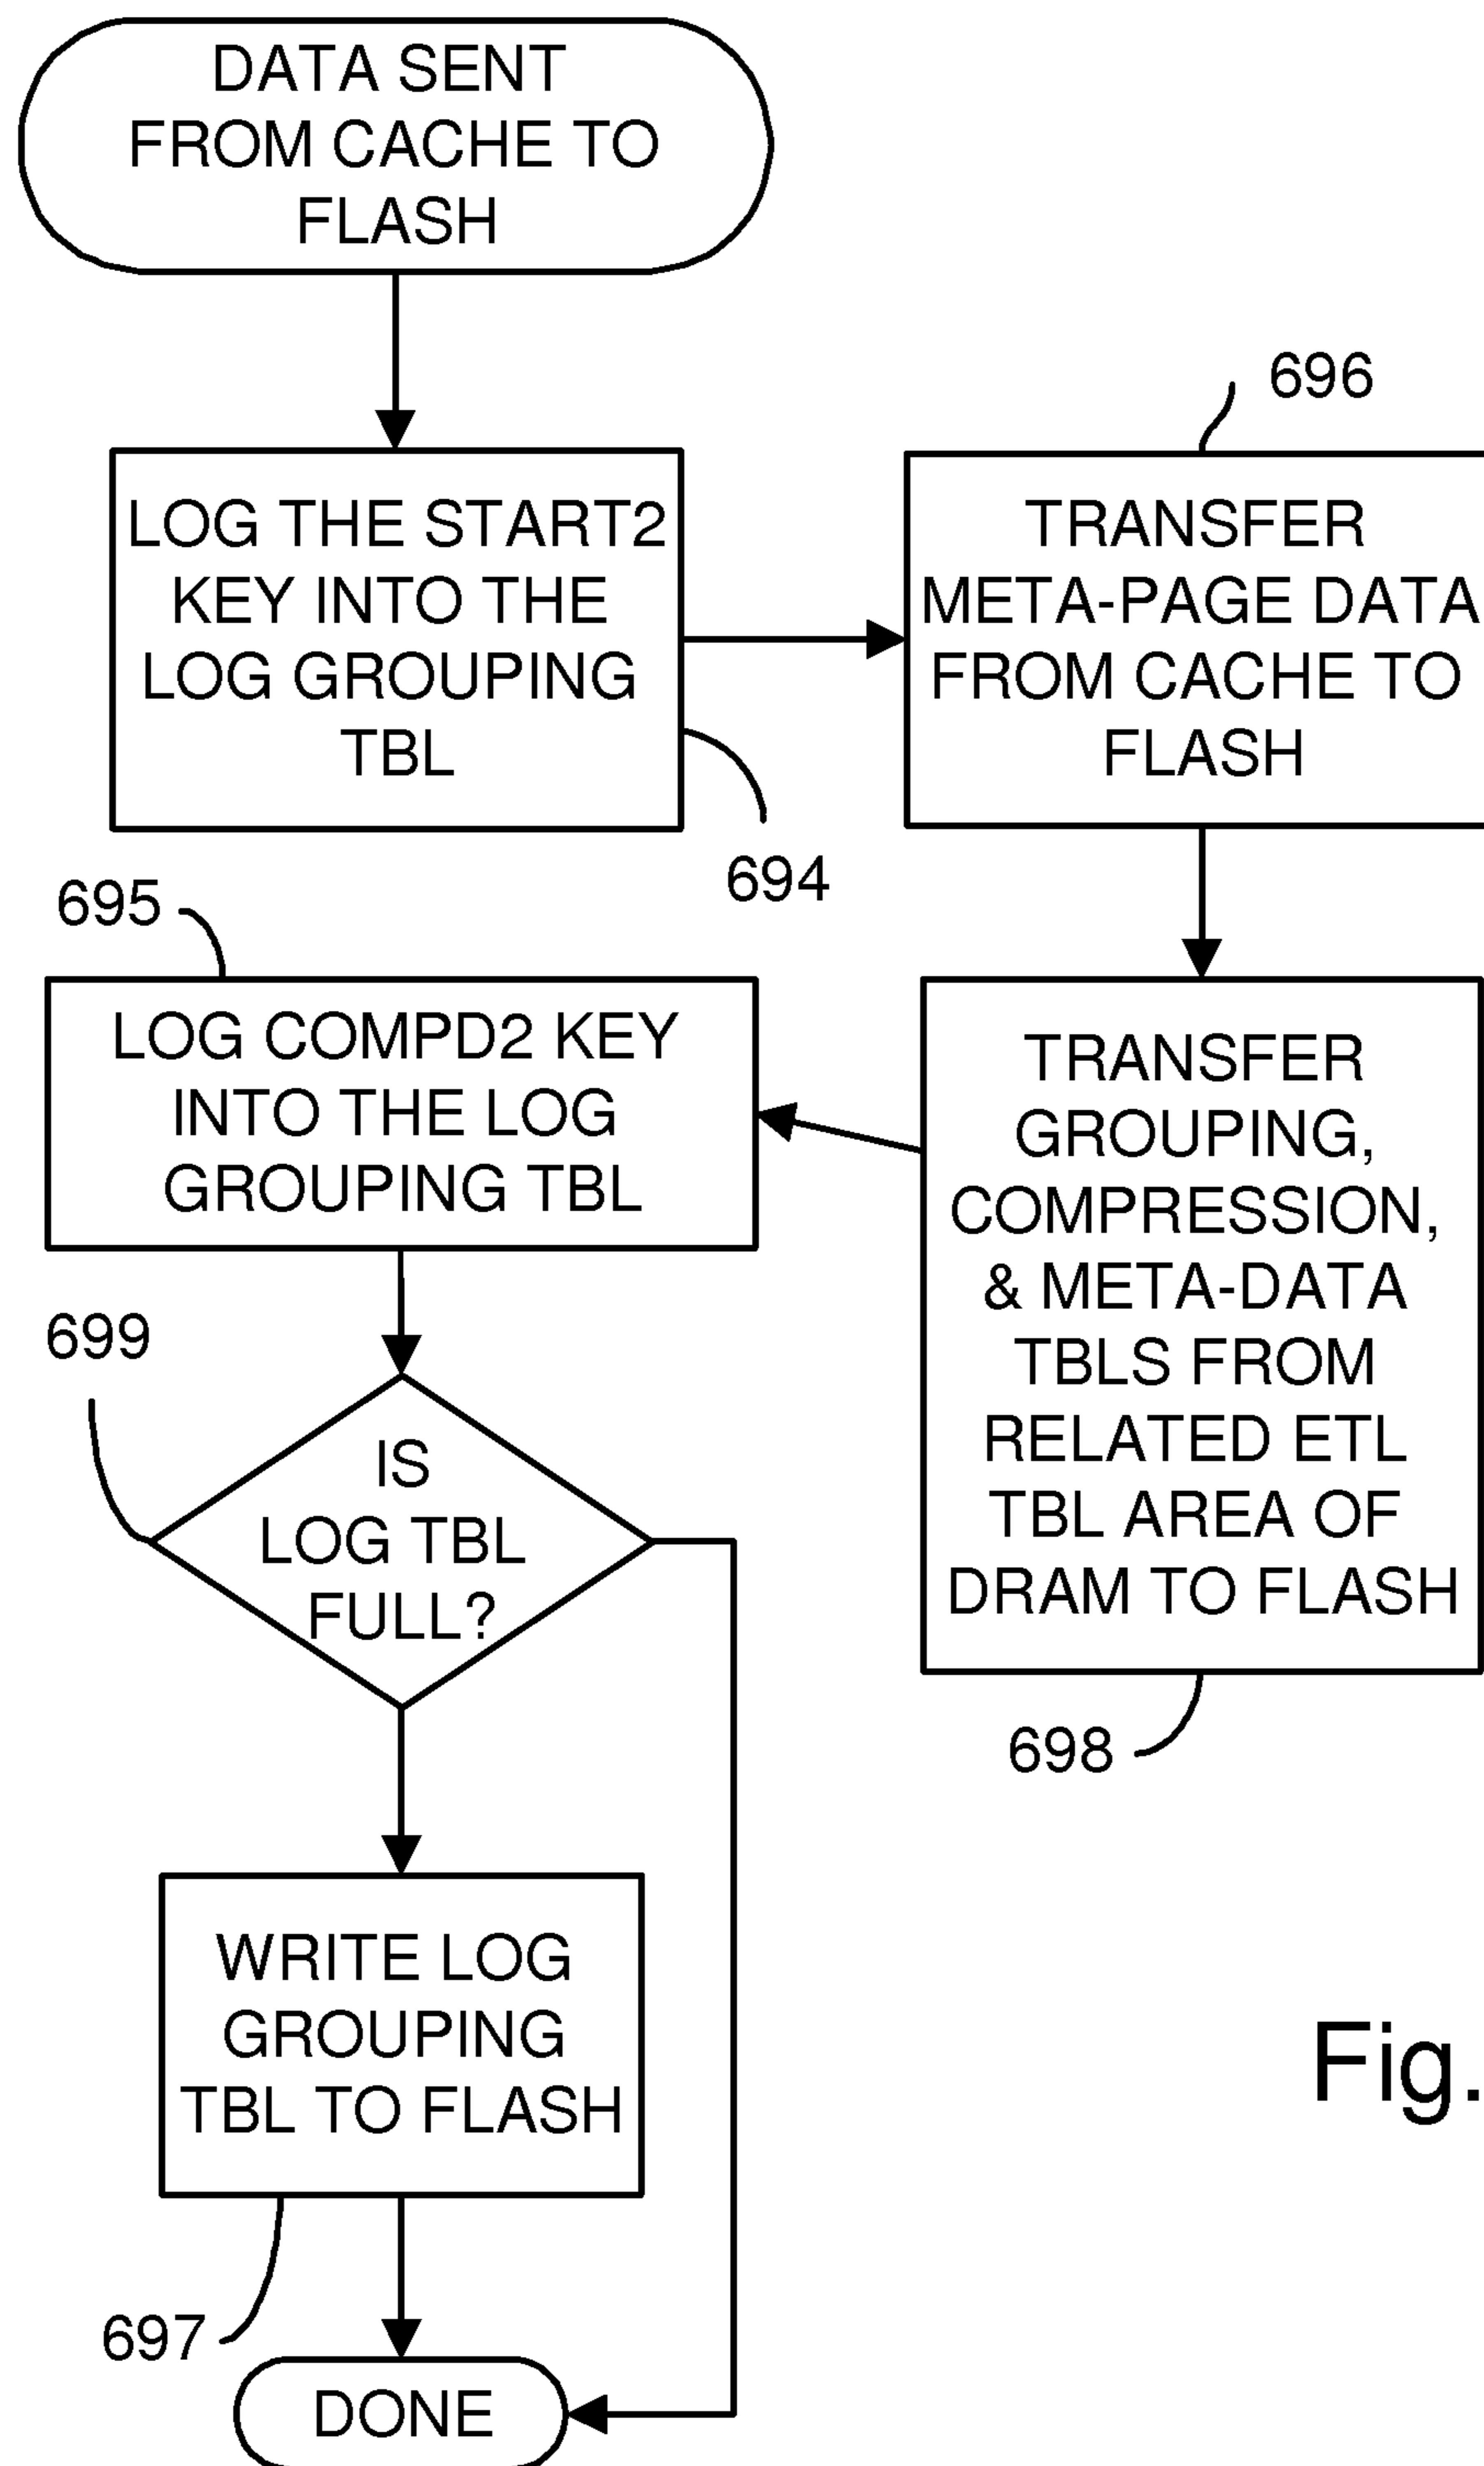 DATA SENT
FROM CACHE TO
FLASH
LOG THE START2
KEY INTO THE
LOG GROUPING
TBL
694
696
TRANSFER
META-PAGE DATA
FROM CACHE TO
FLASH
TRANSFER
GROUPING,
COMPRESSION,
& META-DATA
TBLS FROM
RELATED ETL
TBL AREA OF
DRAM TO FLASH
698
695
LOG COMPD2 KEY
INTO THE LOG
GROUPING TBL
699
IS
LOG TBL
FULL?
WRITE LOG
GROUPING
TBL TO FLASH
697
DONE
Fig.